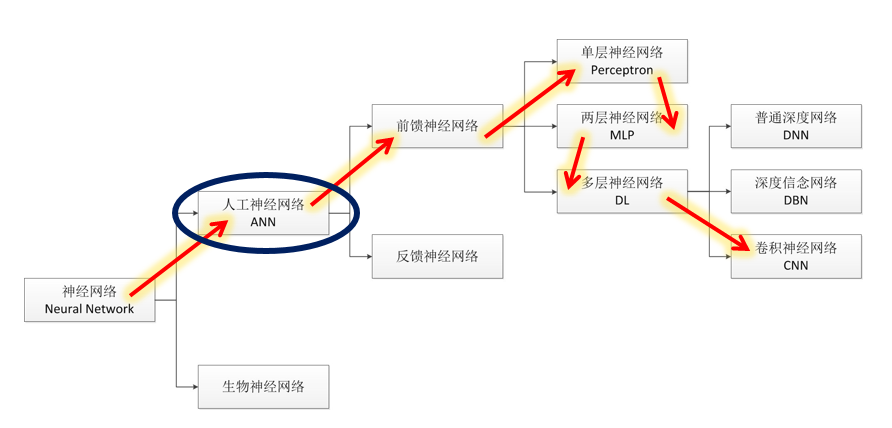 单层神经网络
Perceptron
前馈神经网络
两层神经网络
MLP
普通深度网络
DNN
人工神经网络
ANN
多层神经网络
DL
深度信念网络
DBN
反馈神经网络
卷积神经网络
CNN
神经网络
Neural Network
生物神经网络